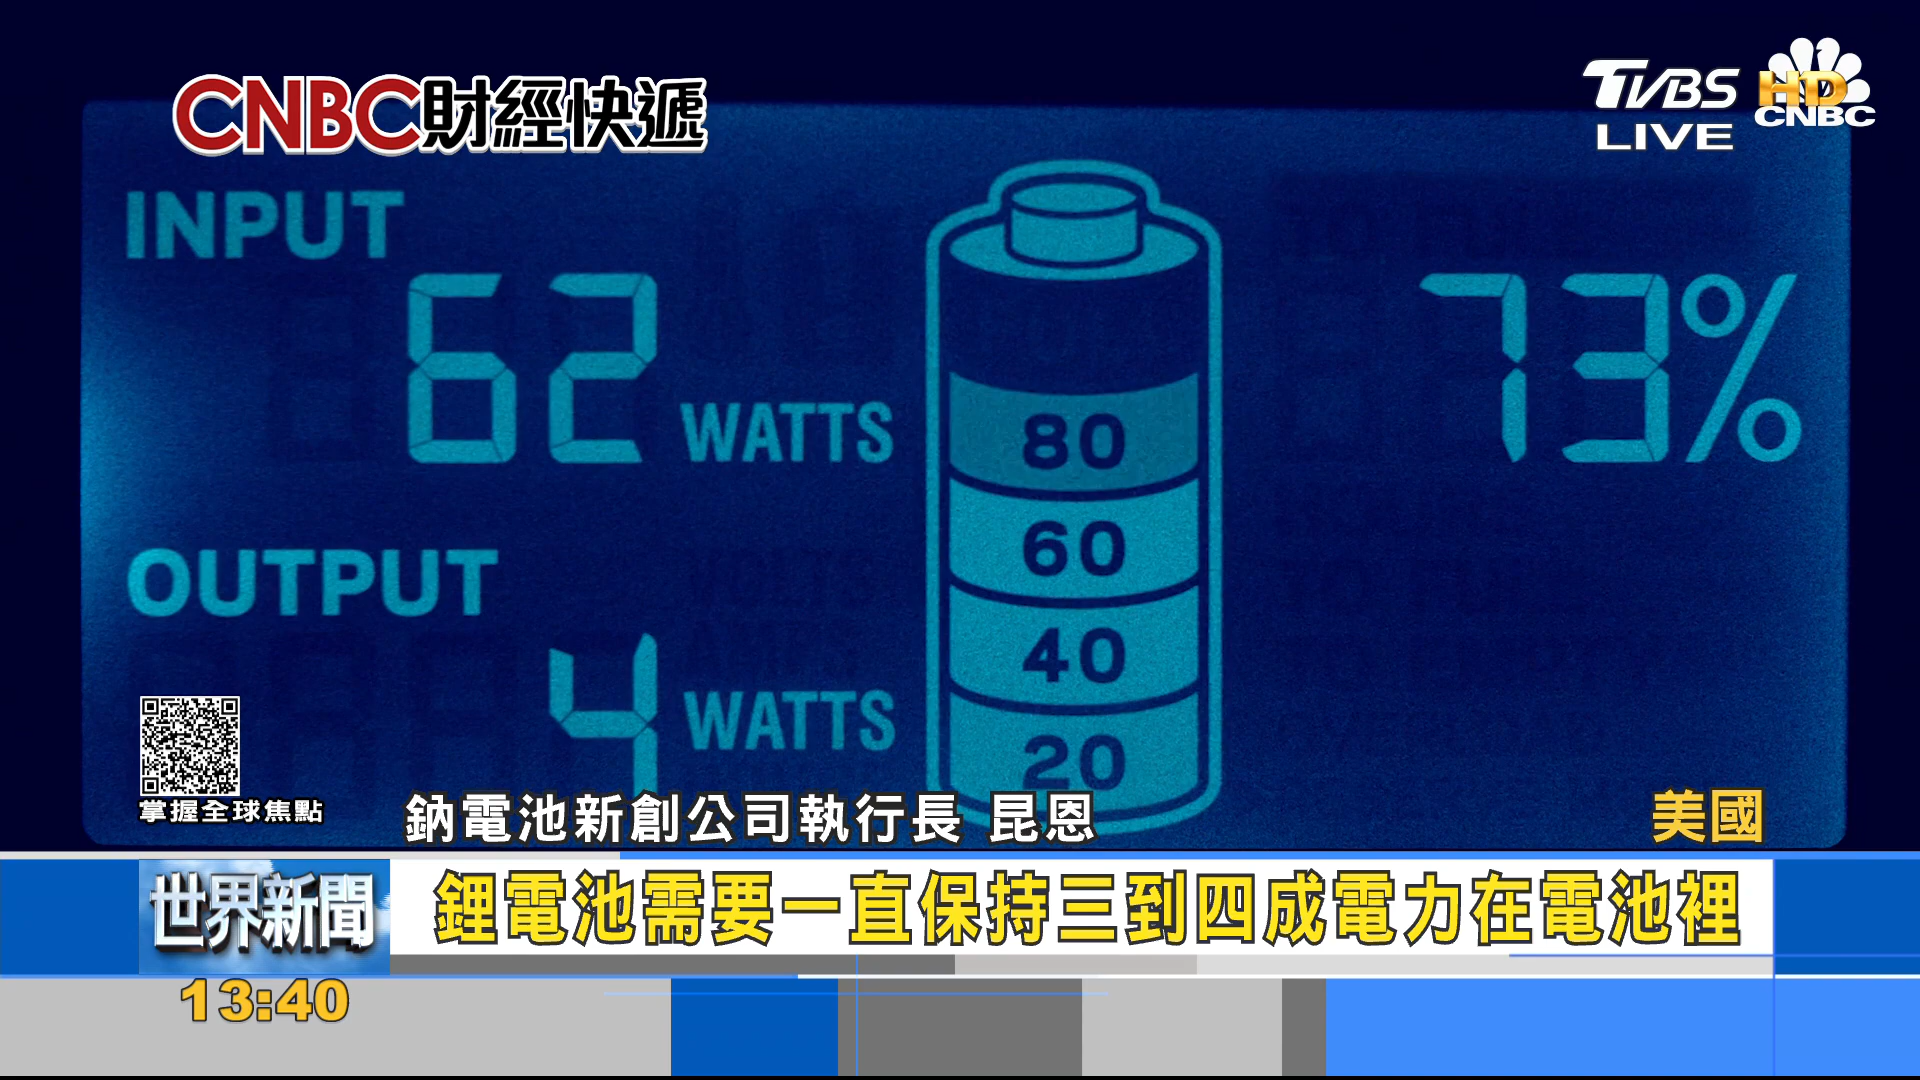 CNBC財經快遞
TVBS
LIVE
HD
CNBC
INPUT
62 WATTS
73%
80
60
40
20
OUTPUT
4 WATTS
掌握全球焦點
鈉電池新創公司執行長 昆恩
美國
世界新聞
鋰電池需要一直保持三到四成電力在電池裡
13:40